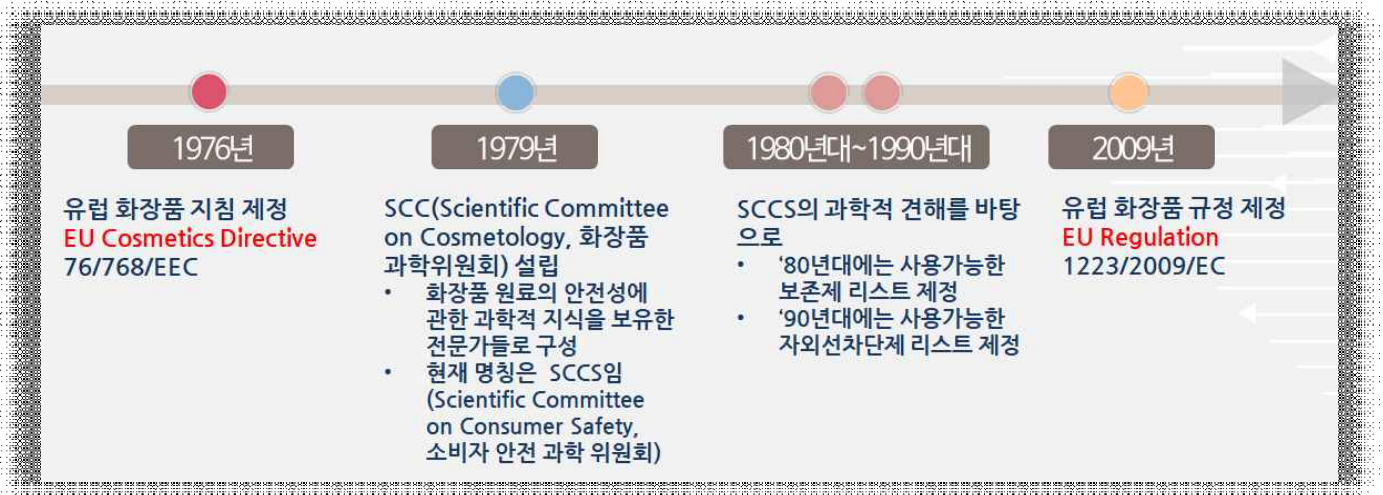 1976년
유럽 화장품 지침 제정
EU Cosmetics Directive
76/768/EEC
1979년
SCC(Scientific Committee
on Cosmetology, 화장품
과학위원회) 설립
• 화장품 원료의 안전성에
관한 과학적 지식을 보유한
전문가들로 구성
• 현재 명칭은 SCCS임
(Scientific Committee
on Consumer Safety,
소비자 안전 과학 위원회)
1980년대~1990년대
SCCS의 과학적 견해를 바탕
으로
• ‘80년대에는 사용가능한
보존제 리스트 제정
• ‘90년대에는 사용가능한
자외선차단제 리스트 제정
2009년
유럽 화장품 규정 제정
EU Regulation
1223/2009/EC